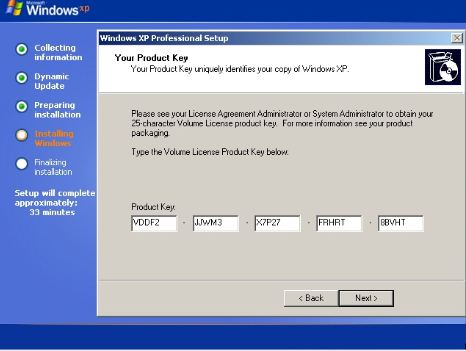 Microsoft
Windows xp
Collecting
information
Dynamic
Update
Preparing
installation
Installing
Windows
Finalizing
installation
Setup will complete
approximately:
33 minutes
Windows XP Professional Setup
Your Product Key
Your Product Key uniquely identifies your copy of Windows XP.
Please see your License Agreement Administrator or System Administrator to obtain your
25-character Volume License product key. For more information see your product
packaging.
Type the Volume License Product Key below:
Product Key:
VDDF2 - JJWM3 - X7P27 - FRHRT - 8BVHT
< Back Next >